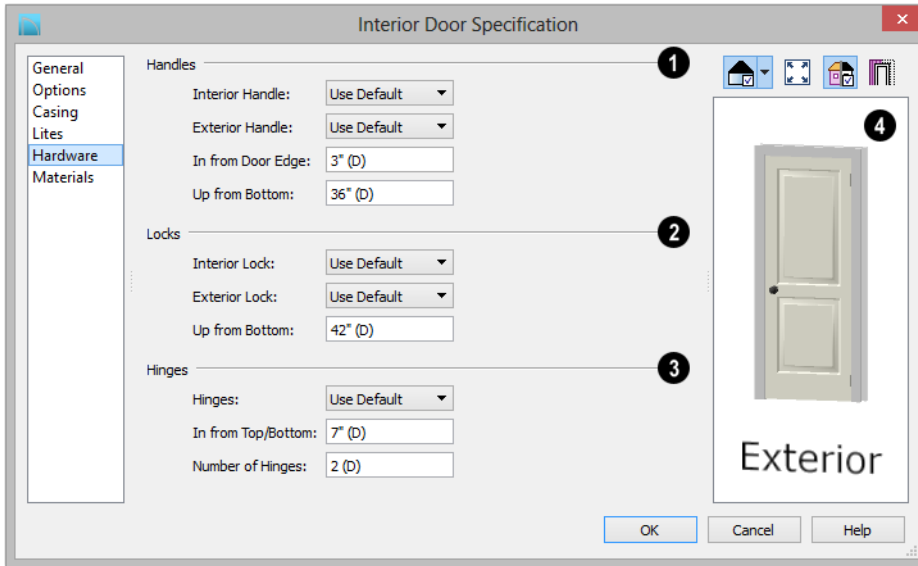 Interior Door Specification
General
Options
Casing
Lites
Hardware
Materials
Handles 1
Interior Handle: Use Default
Exterior Handle: Use Default
In from Door Edge: 3" (D)
Up from Bottom: 36" (D)
Locks 2
Interior Lock: Use Default
Exterior Lock: Use Default
Up from Bottom: 42" (D)
Hinges 3
Hinges: Use Default
In from Top/Bottom: 7" (D)
Number of Hinges: 2 (D)
4
Exterior
OK Cancel Help